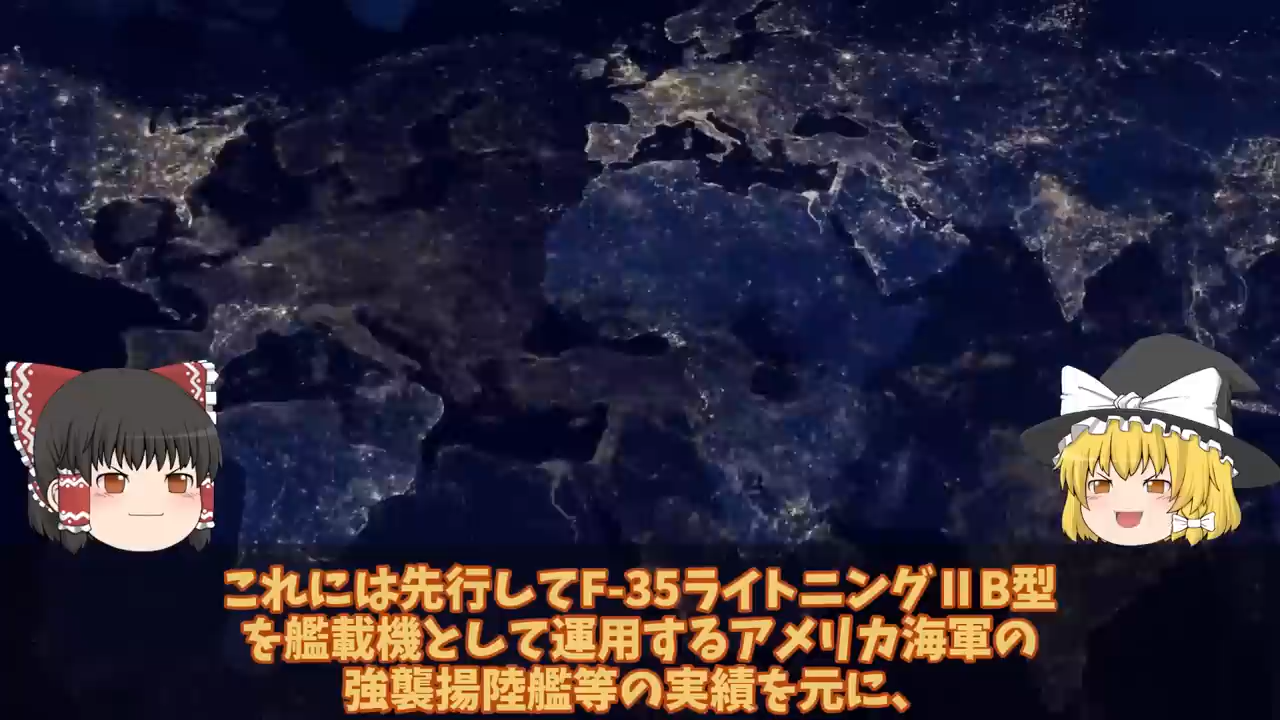 これには先行してF-35ライトニングⅡB型
を艦載機として運用するアメリカ海軍の
強襲揚陸艦等の実績を元に、